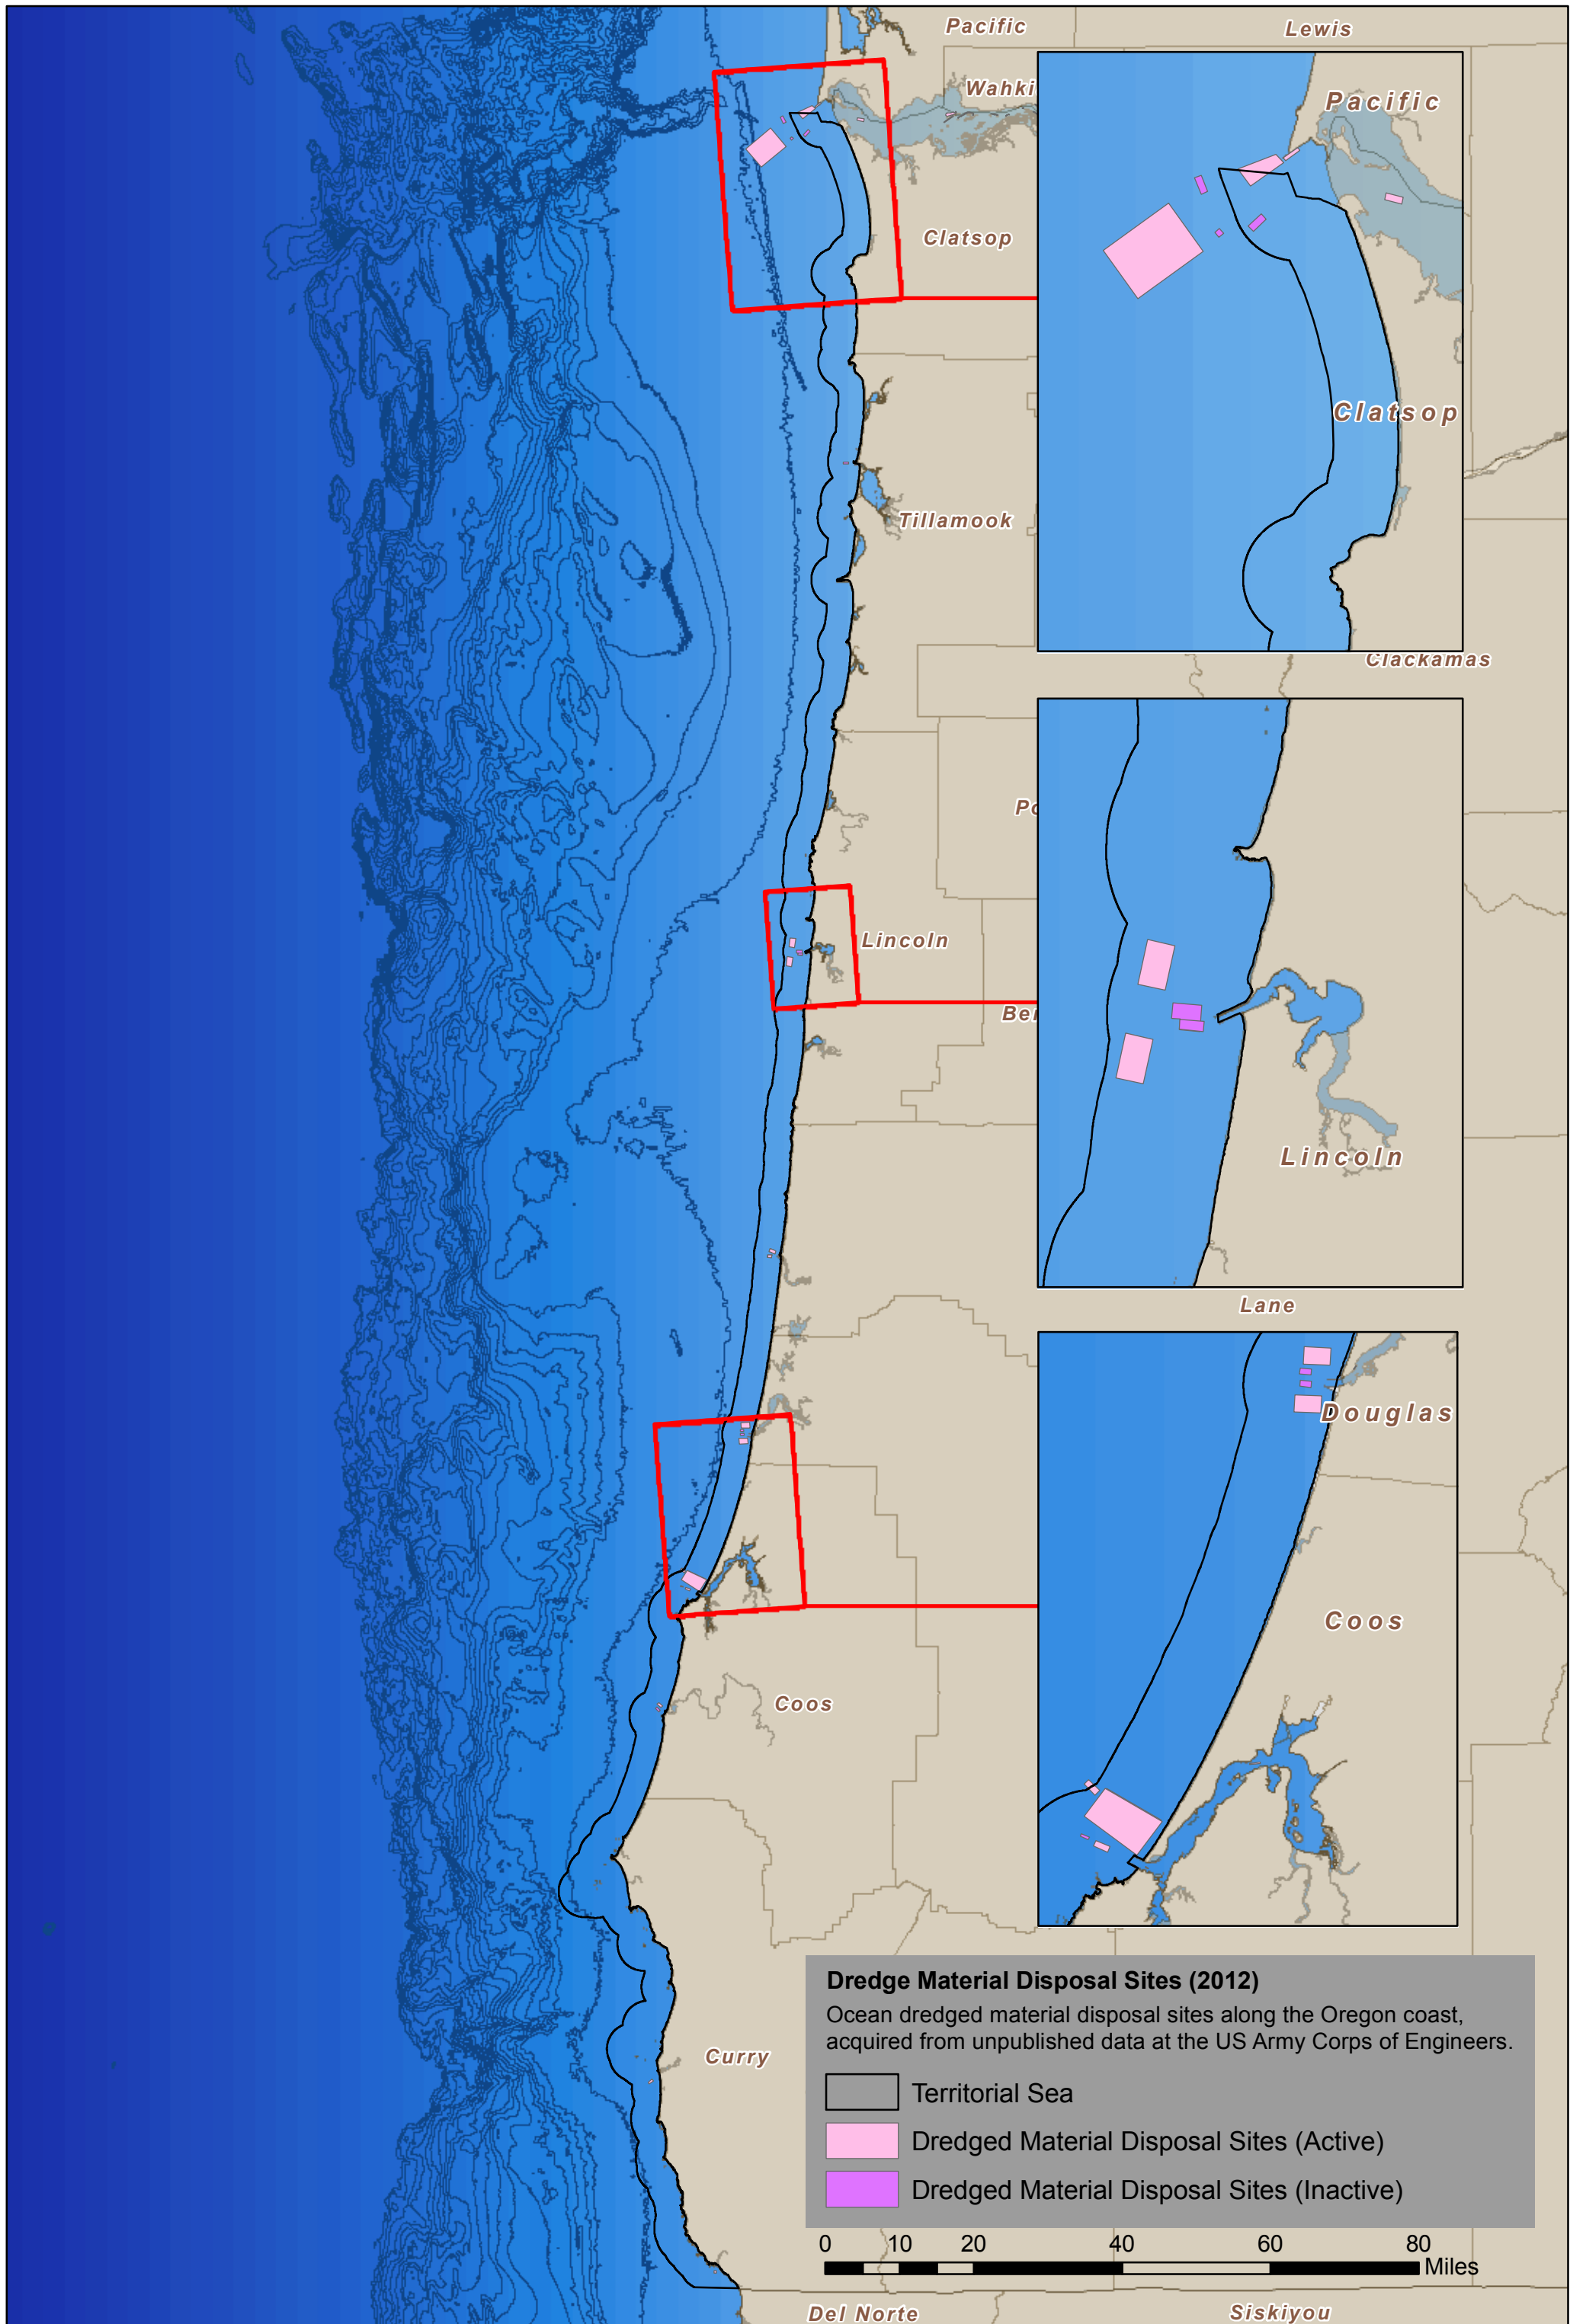 Pacific
Lewis
Wahki
Pacific
Clatsop
Clatsop
Tillamook
Clackamas
Po
Lincoln
Ben
Lincoln
Lane
Douglas
Coos
Coos
Dredge Material Disposal Sites (2012)
Ocean dredged material disposal sites along the Oregon coast,
acquired from unpublished data at the US Army Corps of Engineers.
Curry
Territorial Sea
Dredged Material Disposal Sites (Active)
Dredged Material Disposal Sites (Inactive)
0 10 20 40 60 80
Miles
Del Norte
Siskiyou